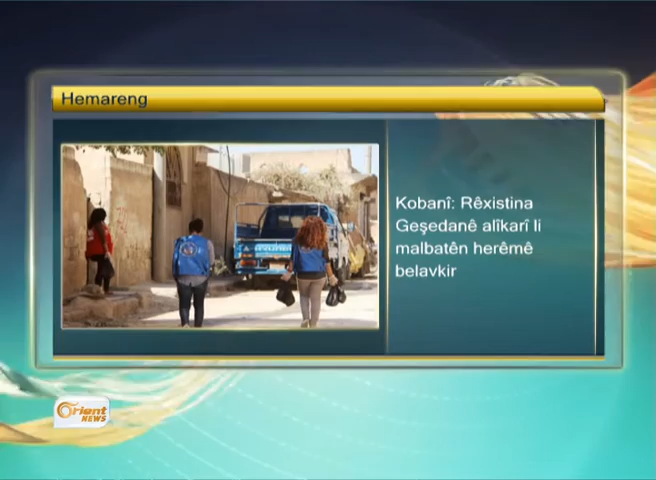 Hemareng
Kobanî: Rêxistina
Geşedanê alîkarî li
malbatên herêmê
belavkir
Orient
NEWS